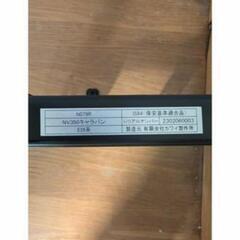 N079R
JSAA 保安基準適合品
NV350キャラバン
シリアルナンバー
2302060003
E26系
製造元 有限会社カワイ製作所